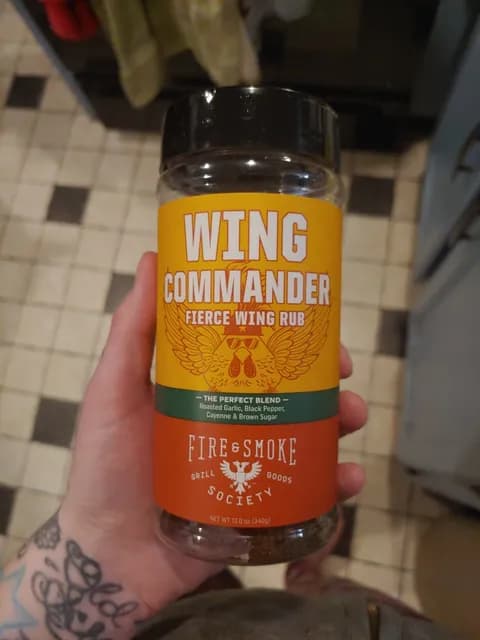 WING
COMMANDER
FIERCE WING RUB
— THE PERFECT BLEND —
Roasted Garlic, Black Pepper,
Cayenne & Brown Sugar
FIRE & SMOKE
GRILL GOODS
SOCIETY
NET WT 12.0 oz (340g)